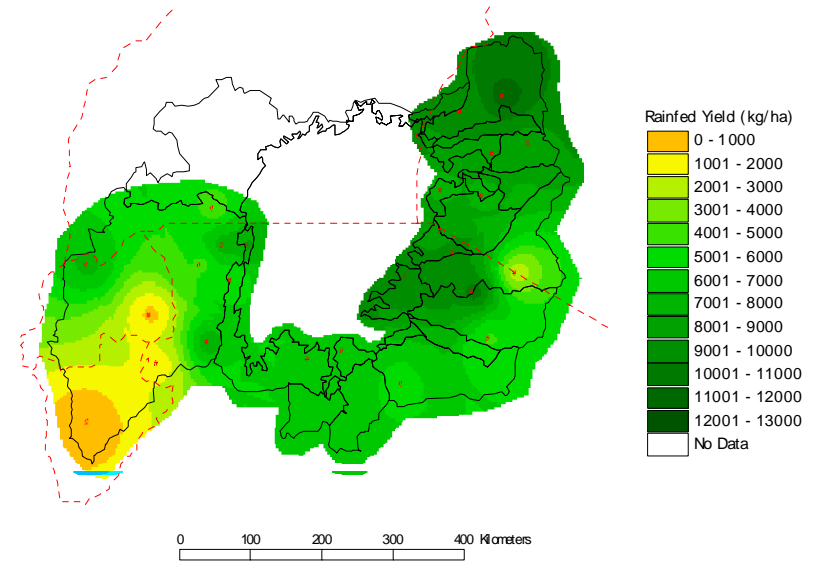 Rainfed Yield (kg/ha)
0 - 1000
1001 - 2000
2001 - 3000
3001 - 4000
4001 - 5000
5001 - 6000
6001 - 7000
7001 - 8000
8001 - 9000
9001 - 10000
10001 - 11000
11001 - 12000
12001 - 13000
No Data
0 100 200 300 400 Kilometers